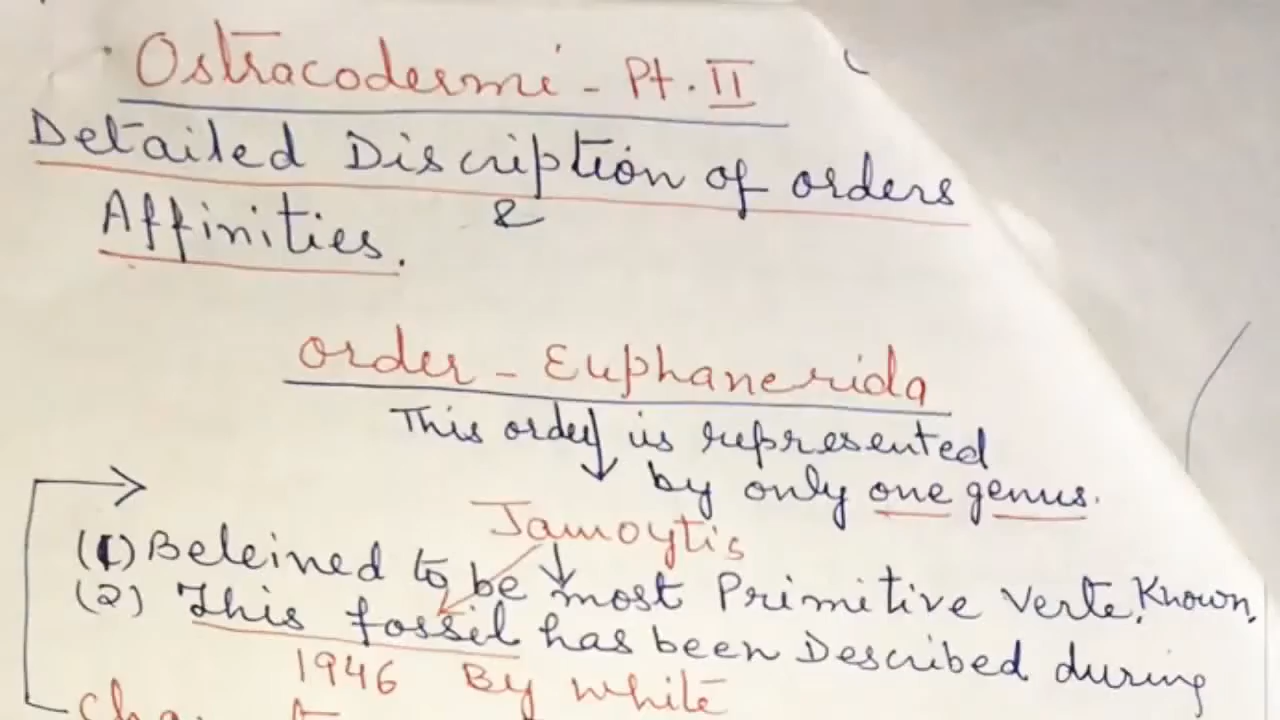 Ostracodermi - Pt. II
Detailed Discription of orders
&
Affinities.
order - Euphanerida
This order is represented
by only one genus.
Jamoytis
(1) Beleined to be most Primitive Verte. Known.
(2) This fossil has been Described during
1946 By White